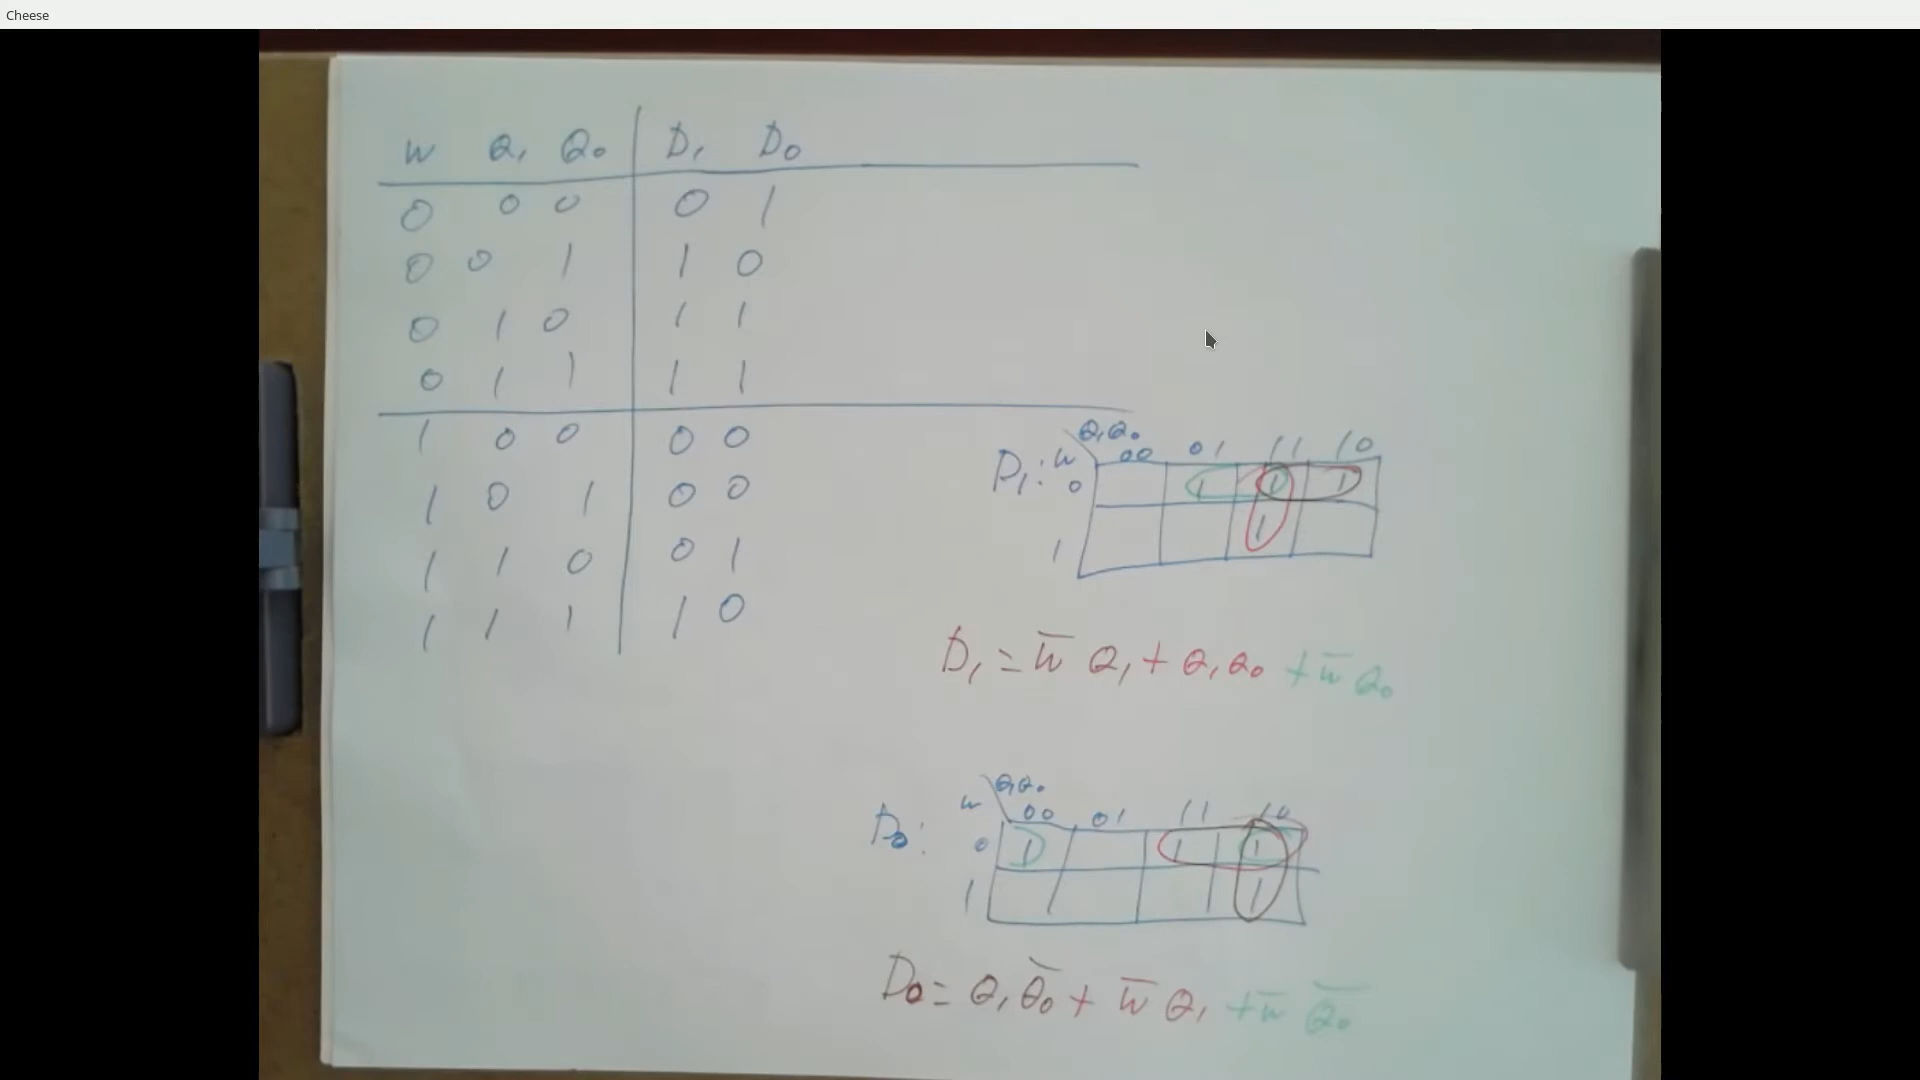 Cheese
w Q₁ Q₀ D₁ D₀
0 0 0 0 1
0 0 1 1 0
0 1 0 1 1
0 1 1 1 1
1 0 0 0 0
1 0 1 0 0
1 1 0 0 1
1 1 1 1 0
D₁: w Q₁Q₀ 00 01 11 10
0 1 1 1
1 1
D₁ = w̅ Q₁ + Q₁Q₀ + w̅ Q₀
D₀: w Q₁Q₀ 00 01 11 10
0 1 1 1
1 1
D₀ = Q₁Q̅₀ + w̅ Q₁ + w̅ Q̅₀